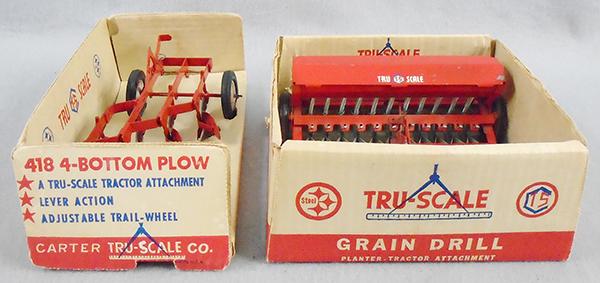 TRU SCALE
418 4-BOTTOM PLOW
A TRU-SCALE TRACTOR ATTACHMENT
LEVER ACTION
ADJUSTABLE TRAIL-WHEEL
CARTER TRU-SCALE CO.
TRU-SCALE
TRU TS SCALE
Steel
TRU-SCALE
CTS
GRAIN DRILL
PLANTER-TRACTOR ATTACHMENT